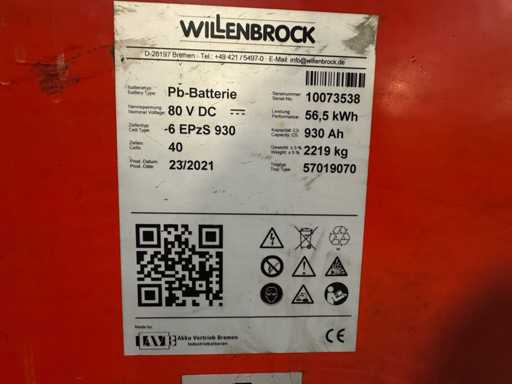 WILLENBROCK
D-28197 Bremen · Tel.: +49 421 / 5497-0 · E-Mail: info@willenbrock.de
Batterietyp: Battery Type: Pb-Batterie
Seriennummer: Serial No: 10073538
Nennspannung: Nominal Voltage: 80 V DC
Leistung: Performance: 56,5 kWh
Zellentyp: Cell Type: 6 EPzS 930
Kapazität C5 Capacity C5: 930 Ah
Zellen: Cells: 40
Gewicht: ± 5 % Weight: ± 5 % 2219 kg
Prod. Datum: Prod. Date: 23/2021
Trogtyp: Trog Type: 57019070
Made by:
Akku Vertrieb Bremen
Industriebatterien
CE